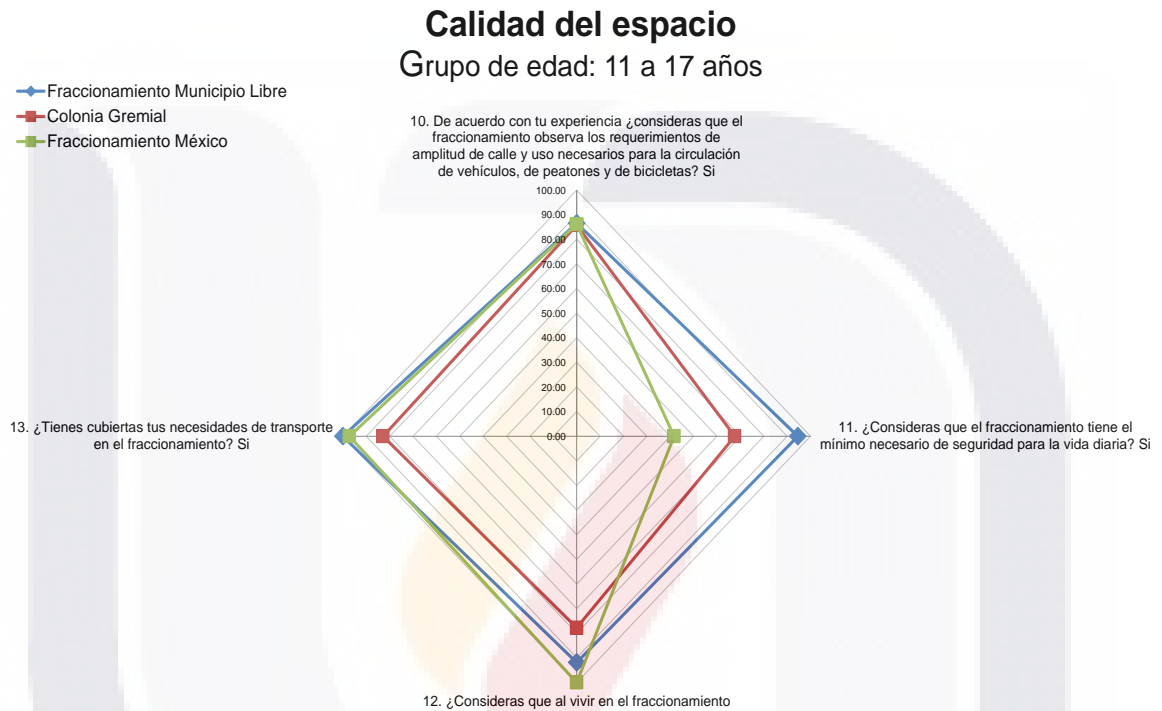 Calidad del espacio
Grupo de edad: 11 a 17 años
Fraccionamiento Municipio Libre
Colonia Gremial
Fraccionamiento México
10. De acuerdo con tu experiencia ¿consideras que el
fraccionamiento observa los requerimientos de
amplitud de calle y uso necesarios para la circulación
de vehículos, de peatones y de bicicletas? Si
100.00
90.00
80.00
70.00
60.00
50.00
40.00
30.00
20.00
10.00
0.00
13. ¿Tienes cubiertas tus necesidades de transporte
en el fraccionamiento? Si
11. ¿Consideras que el fraccionamiento tiene el
mínimo necesario de seguridad para la vida diaria? Si
12. ¿Consideras que al vivir en el fraccionamiento